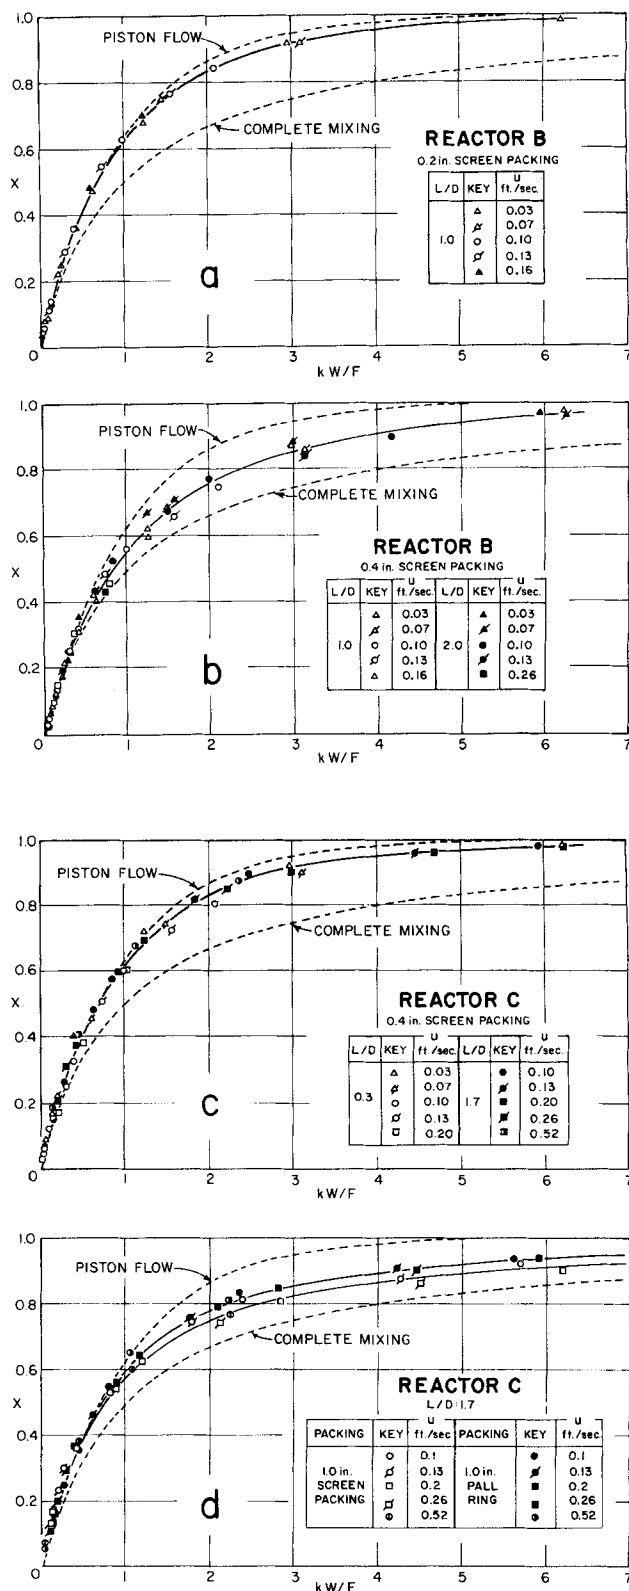 1.0
PISTON FLOW
0.8
COMPLETE MIXING
0.6
X
0.4
0.2
0
REACTOR B
0.2 in. SCREEN PACKING
L/D KEY u ft./sec.
1.0
△ 0.03
0.07
○ 0.10
0.13
▲ 0.16
a
1 2 3 4 5 6 7
kW/F
1.0
PISTON FLOW
0.8
COMPLETE MIXING
0.6
X
0.4
0.2
0
REACTOR B
0.4 in. SCREEN PACKING
L/D KEY u ft./sec. L/D KEY u ft./sec.
1.0 2.0
△ 0.03 ▲ 0.03
0.07 0.07
○ 0.10 ● 0.10
0.13 0.13
△ 0.16 ■ 0.26
b
1 2 3 4 5 6 7
kW/F
1.0
PISTON FLOW
0.8
COMPLETE MIXING
0.6
X
0.4
0.2
0
REACTOR C
0.4 in. SCREEN PACKING
L/D KEY u ft./sec. L/D KEY u ft./sec.
0.3 1.7
△ 0.03 ● 0.10
0.07 0.13
○ 0.10 ■ 0.20
0.13 0.26
□ 0.20 0.52
c
1 2 3 4 5 6 7
kW/F
1.0
PISTON FLOW
0.8
COMPLETE MIXING
0.6
X
0.4
0.2
0
REACTOR C
L/D 1.7
PACKING KEY u ft./sec. PACKING KEY u ft./sec.
1.0 in. SCREEN PACKING
1.0 in. PALL RING
○ 0.1 ● 0.1
0.13 0.13
□ 0.2 ■ 0.2
0.26 ■ 0.26
0.52 0.52
d
1 2 3 4 5 6 7
kW/F